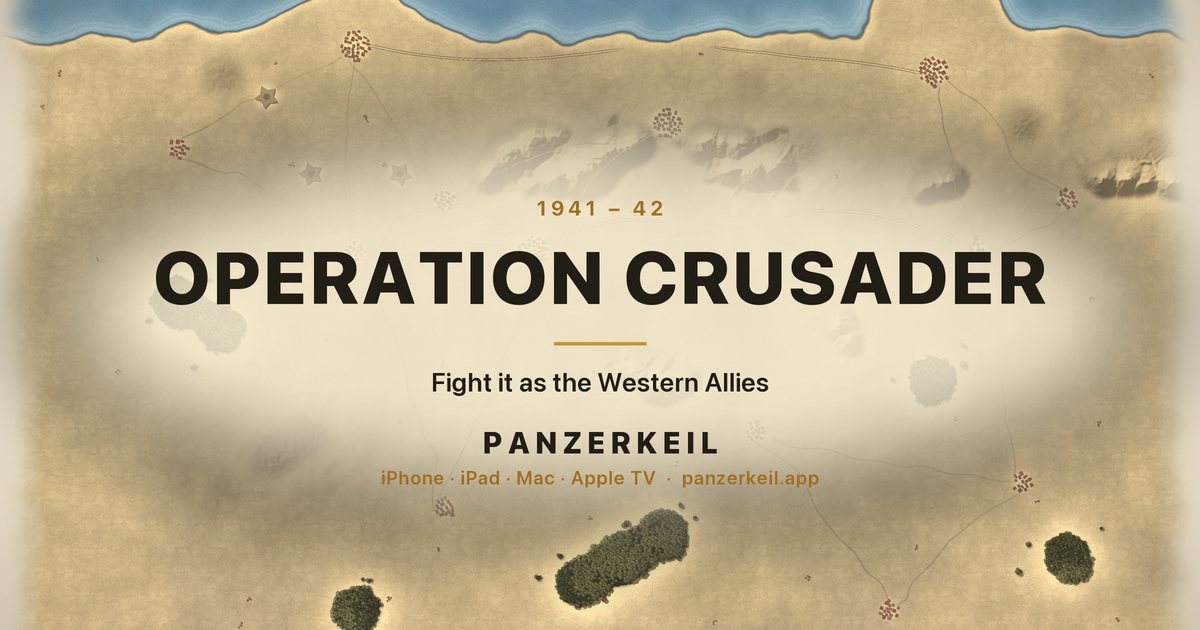 1941 – 42
OPERATION CRUSADER
Fight it as the Western Allies
PANZERKEIL
iPhone · iPad · Mac · Apple TV · panzerkeil.app